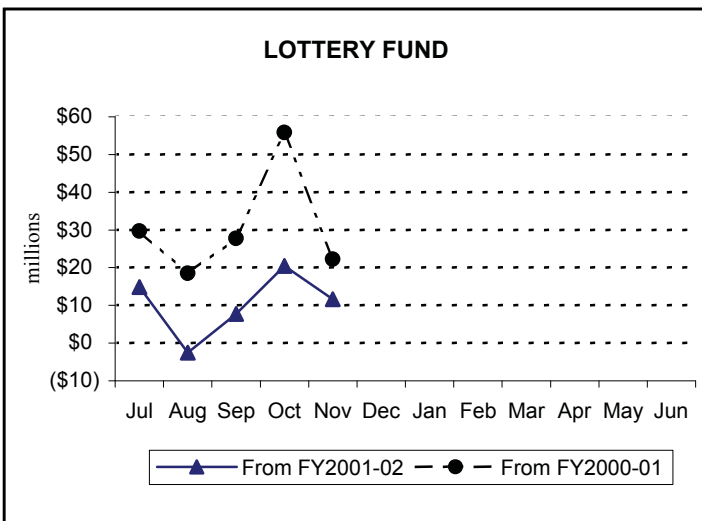 LOTTERY FUND
millions
$60
$50
$40
$30
$20
$10
$0
($10)
Jul Aug Sep Oct Nov Dec Jan Feb Mar Apr May Jun
From FY2001-02 From FY2000-01